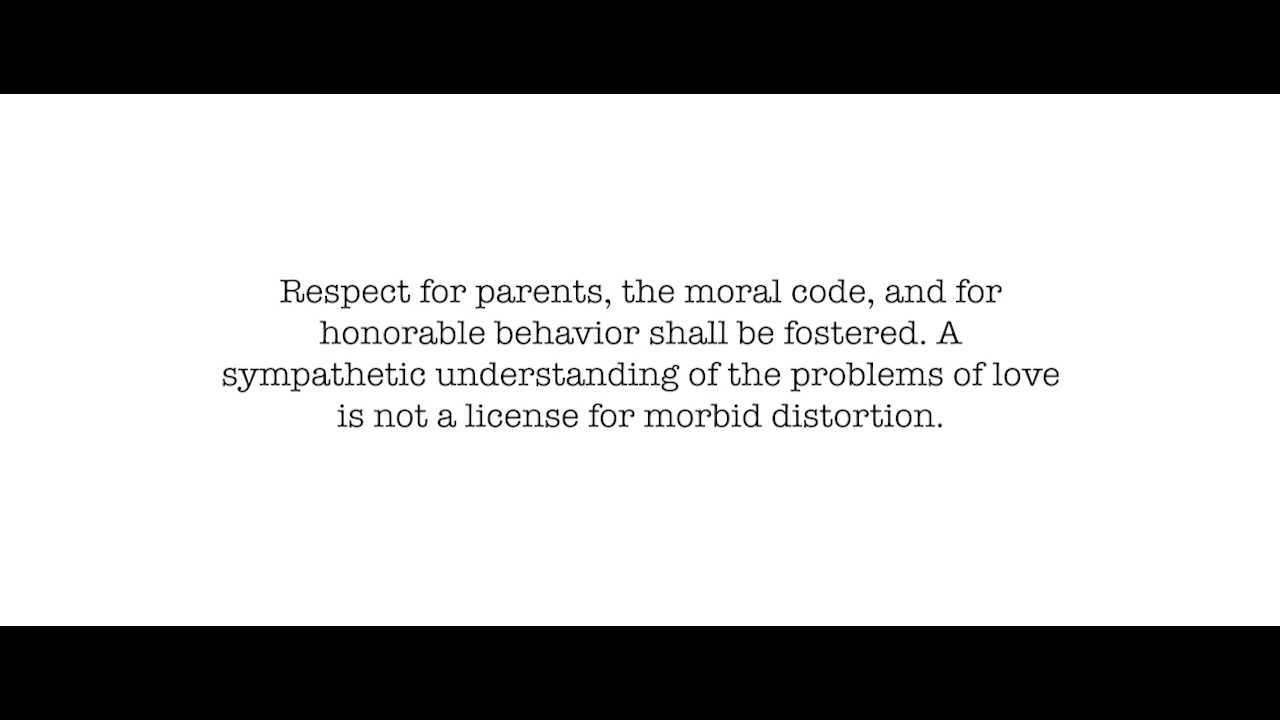 Respect for parents, the moral code, and for
honorable behavior shall be fostered. A
sympathetic understanding of the problems of love
is not a license for morbid distortion.